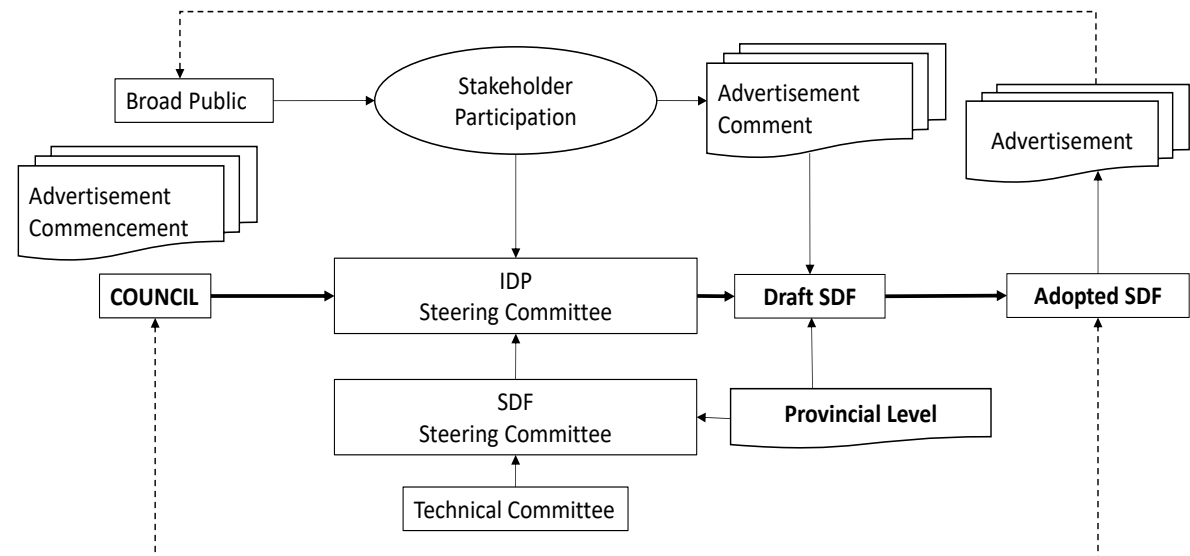 Broad Public
Stakeholder
Participation
Advertisement
Comment
Advertisement
Advertisement
Commencement
COUNCIL
IDP
Steering Committee
Draft SDF
Adopted SDF
SDF
Steering Committee
Provincial Level
Technical Committee